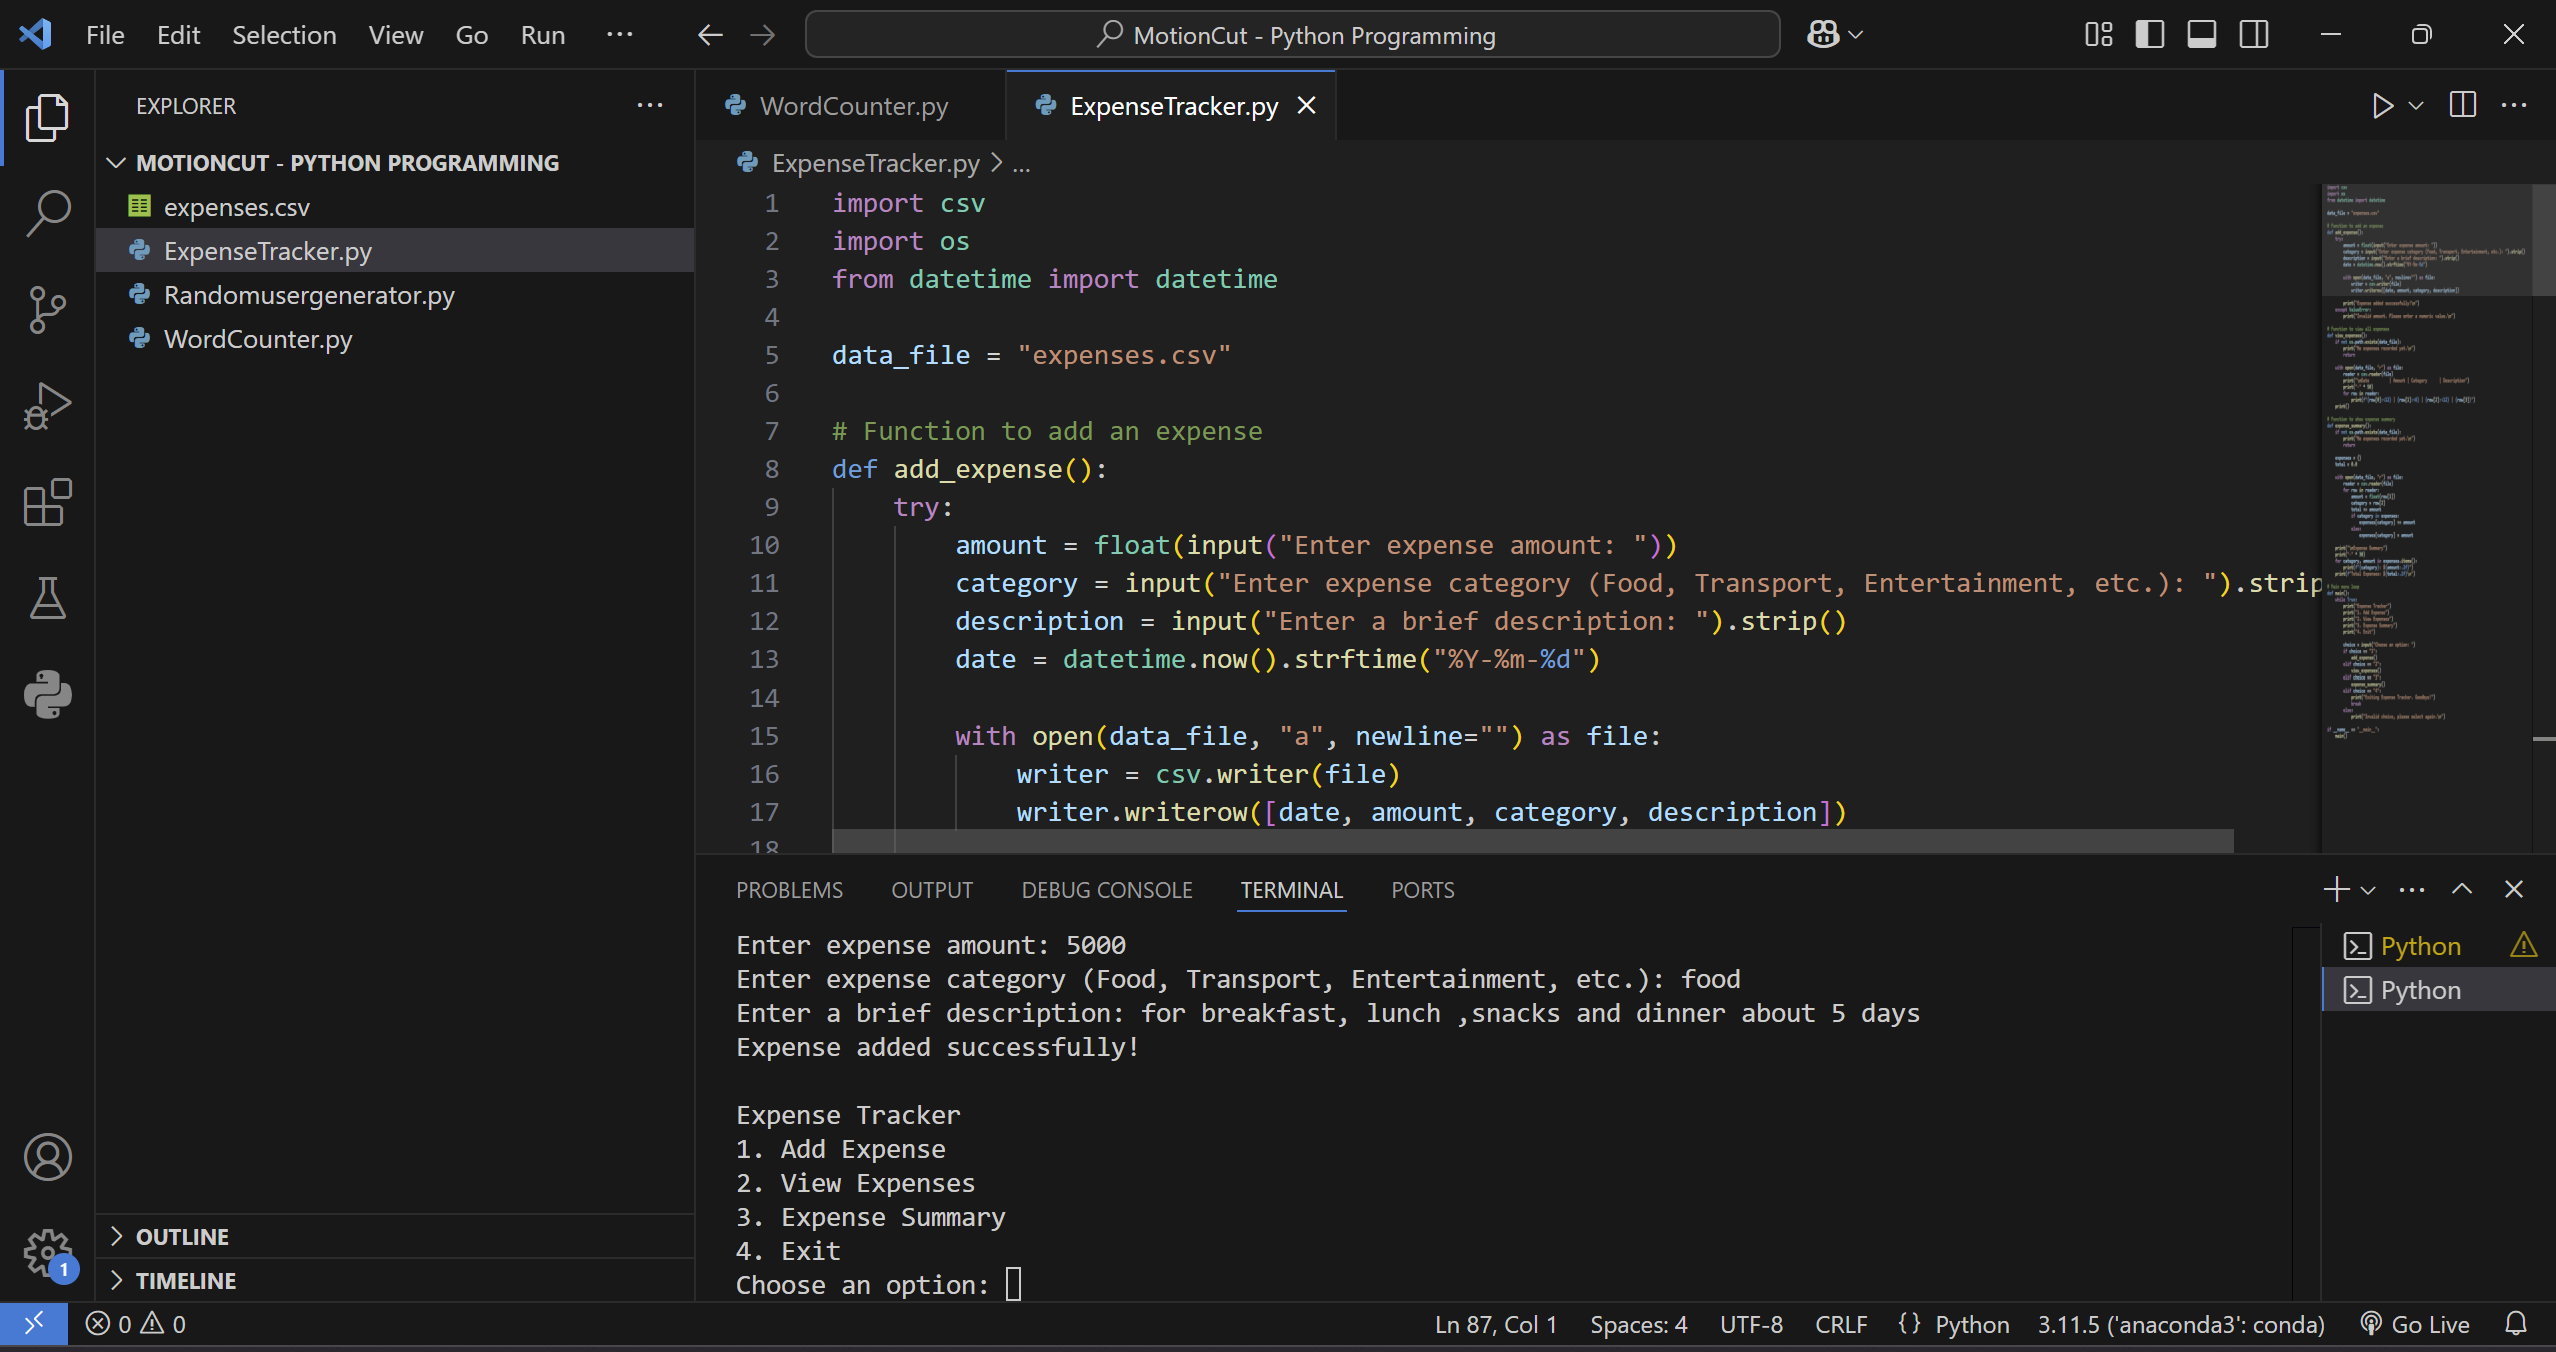 File Edit Selection View Go Run ...
MotionCut - Python Programming
EXPLORER
MOTIONCUT - PYTHON PROGRAMMING
expenses.csv
ExpenseTracker.py
Randomusergenerator.py
WordCounter.py
OUTLINE
TIMELINE
WordCounter.py ExpenseTracker.py
ExpenseTracker.py > ...
1 import csv
2 import os
3 from datetime import datetime
4
5 data_file = "expenses.csv"
6
7 # Function to add an expense
8 def add_expense():
9 try:
10 amount = float(input("Enter expense amount: "))
11 category = input("Enter expense category (Food, Transport, Entertainment, etc.): ").strip
12 description = input("Enter a brief description: ").strip()
13 date = datetime.now().strftime("%Y-%m-%d")
14
15 with open(data_file, "a", newline="") as file:
16 writer = csv.writer(file)
17 writer.writerow([date, amount, category, description])
18
PROBLEMS OUTPUT DEBUG CONSOLE TERMINAL PORTS
Enter expense amount: 5000
Enter expense category (Food, Transport, Entertainment, etc.): food
Enter a brief description: for breakfast, lunch ,snacks and dinner about 5 days
Expense added successfully!
Expense Tracker
1. Add Expense
2. View Expenses
3. Expense Summary
4. Exit
Choose an option:
Python
Python
1
0 0
Ln 87, Col 1 Spaces: 4 UTF-8 CRLF {} Python 3.11.5 ('anaconda3': conda) Go Live